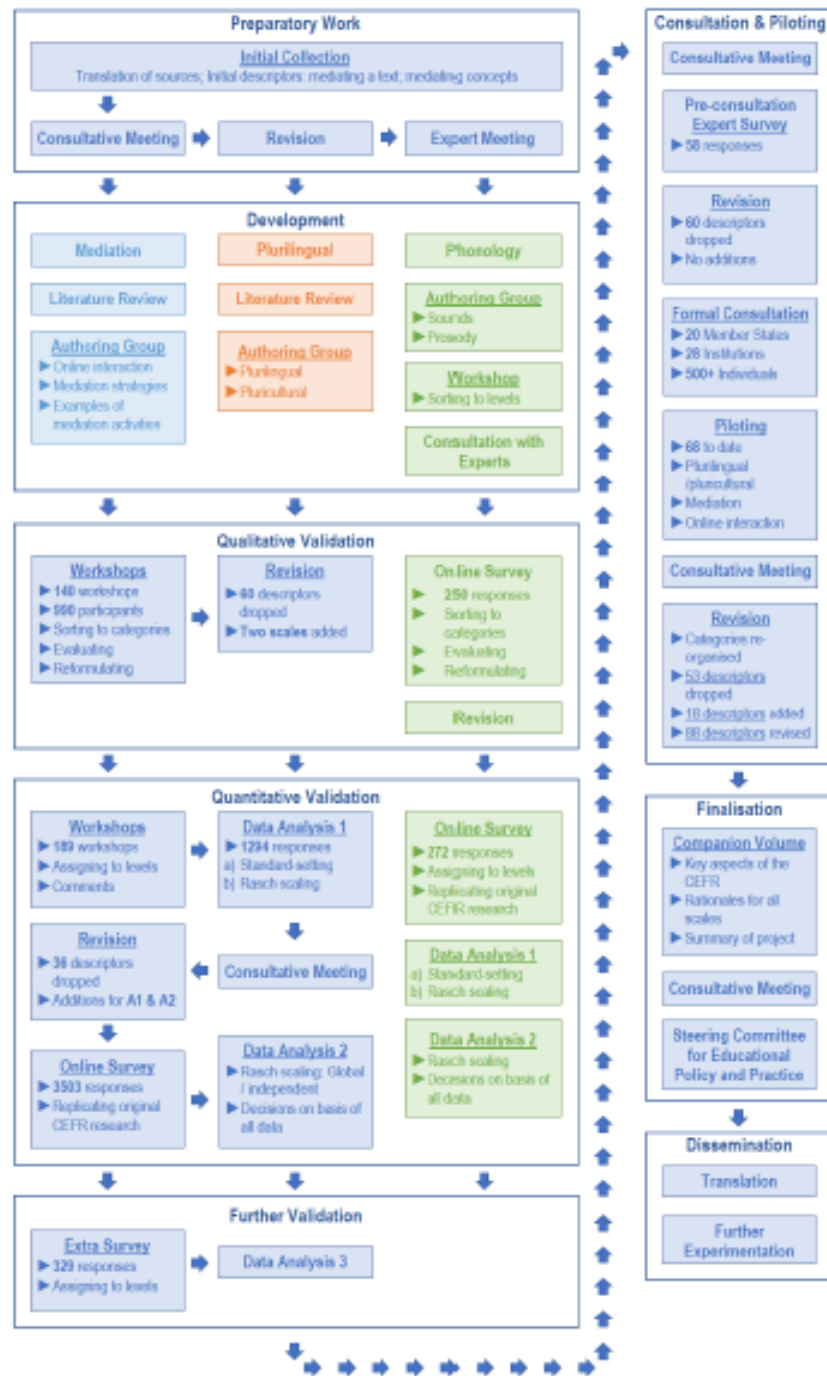 Preparatory Work
Initial Collection
Translation of sources; Initial descriptors: mediating a text; mediating concepts
Consultative Meeting
Revision
Expert Meeting
Development
Mediation
Literature Review
Authoring Group
Online interaction
Mediation strategies
Examples of
mediation activities
Plurilingual
Literature Review
Authoring Group
Plurilingual
Pluricultural
Phonology
Authoring Group
Sounds
Prosody
Workshop
Sorting to levels
Consultation with
Experts
Qualitative Validation
Workshops
140 workshops
990 participants
Sorting to categories
Evaluating
Reformulating
Revision
60 descriptors
dropped
Two scales added
Online Survey
250 responses
Sorting to
categories
Evaluating
Reformulating
Revision
Quantitative Validation
Workshops
189 workshops
Assigning to levels
Comments
Data Analysis 1
1294 responses
a) Standard-setting
b) Rasch scaling
Revision
36 descriptors
dropped
Additions for A1 & A2
Consultative Meeting
Online Survey
3503 responses
Replicating original
CEFR research
Data Analysis 2
Rasch scaling: Global
/ independent
Decisions on basis of
all data
Online Survey
272 responses
Assigning to levels
Replicating original
CEFR research
Data Analysis 1
a) Standard-setting
b) Rasch scaling
Data Analysis 2
Rasch scaling
Decisions on basis of
all data
Further Validation
Extra Survey
329 responses
Assigning to levels
Data Analysis 3
Consultation & Piloting
Consultative Meeting
Pre-consultation
Expert Survey
58 responses
Revision
60 descriptors
dropped
No additions
Formal Consultation
20 Member States
28 Institutions
500+ Individuals
Piloting
68 to date
Plurilingual
/pluricultural
Mediation
Online interaction
Consultative Meeting
Revision
Categories re-
organised
53 descriptors
dropped
18 descriptors added
88 descriptors revised
Finalisation
Companion Volume
Key aspects of the
CEFR
Rationales for all
scales
Summary of project
Consultative Meeting
Steering Committee
for Educational
Policy and Practice
Dissemination
Translation
Further
Experimentation